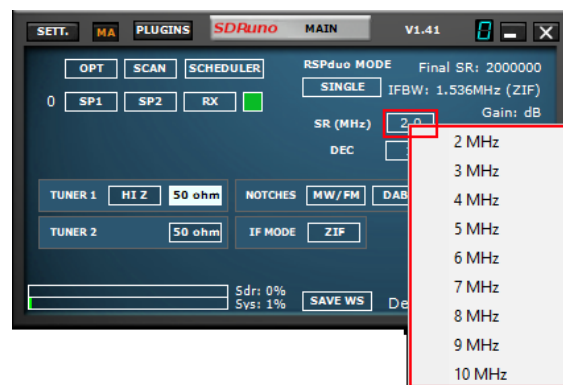 SETT. MA PLUGINS SDRuno MAIN V1.41
OPT SCAN SCHEDULER RSPduo MODE Final SR: 2000000
SINGLE IFBW: 1.536MHz (ZIF)
0 SP1 SP2 RX Gain: dB
SR (MHz) 2.0
DEC
TUNER 1 HI Z 50 ohm NOTCHES MW/FM DAB
TUNER 2 50 ohm IF MODE ZIF
Sdr: 0%
Sys: 1% SAVE WS De
2 MHz
3 MHz
4 MHz
5 MHz
6 MHz
7 MHz
8 MHz
9 MHz
10 MHz